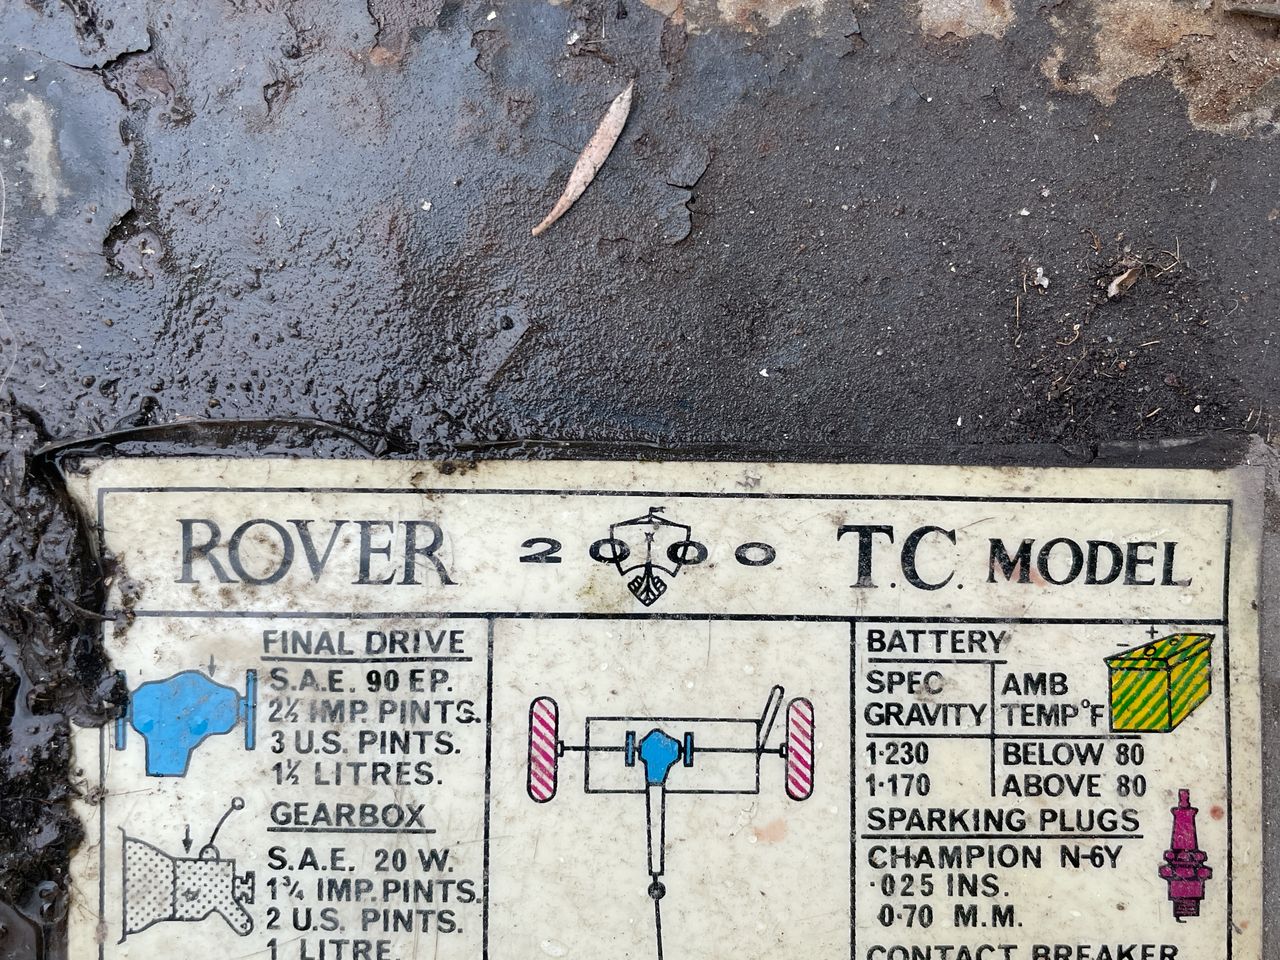 ROVER 2000 T.C. MODEL
FINAL DRIVE
S.A.E. 90 EP.
2½ IMP. PINTS.
3 U.S. PINTS.
1½ LITRES.
GEARBOX
S.A.E. 20 W.
1¾ IMP. PINTS.
2 U.S. PINTS.
1 LITRE.
BATTERY
SPEC GRAVITY
AMB TEMP°F
- +
1·230 BELOW 80
1·170 ABOVE 80
SPARKING PLUGS
CHAMPION N-6Y
·025 INS.
0·70 M.M.
CONTACT BREAKER